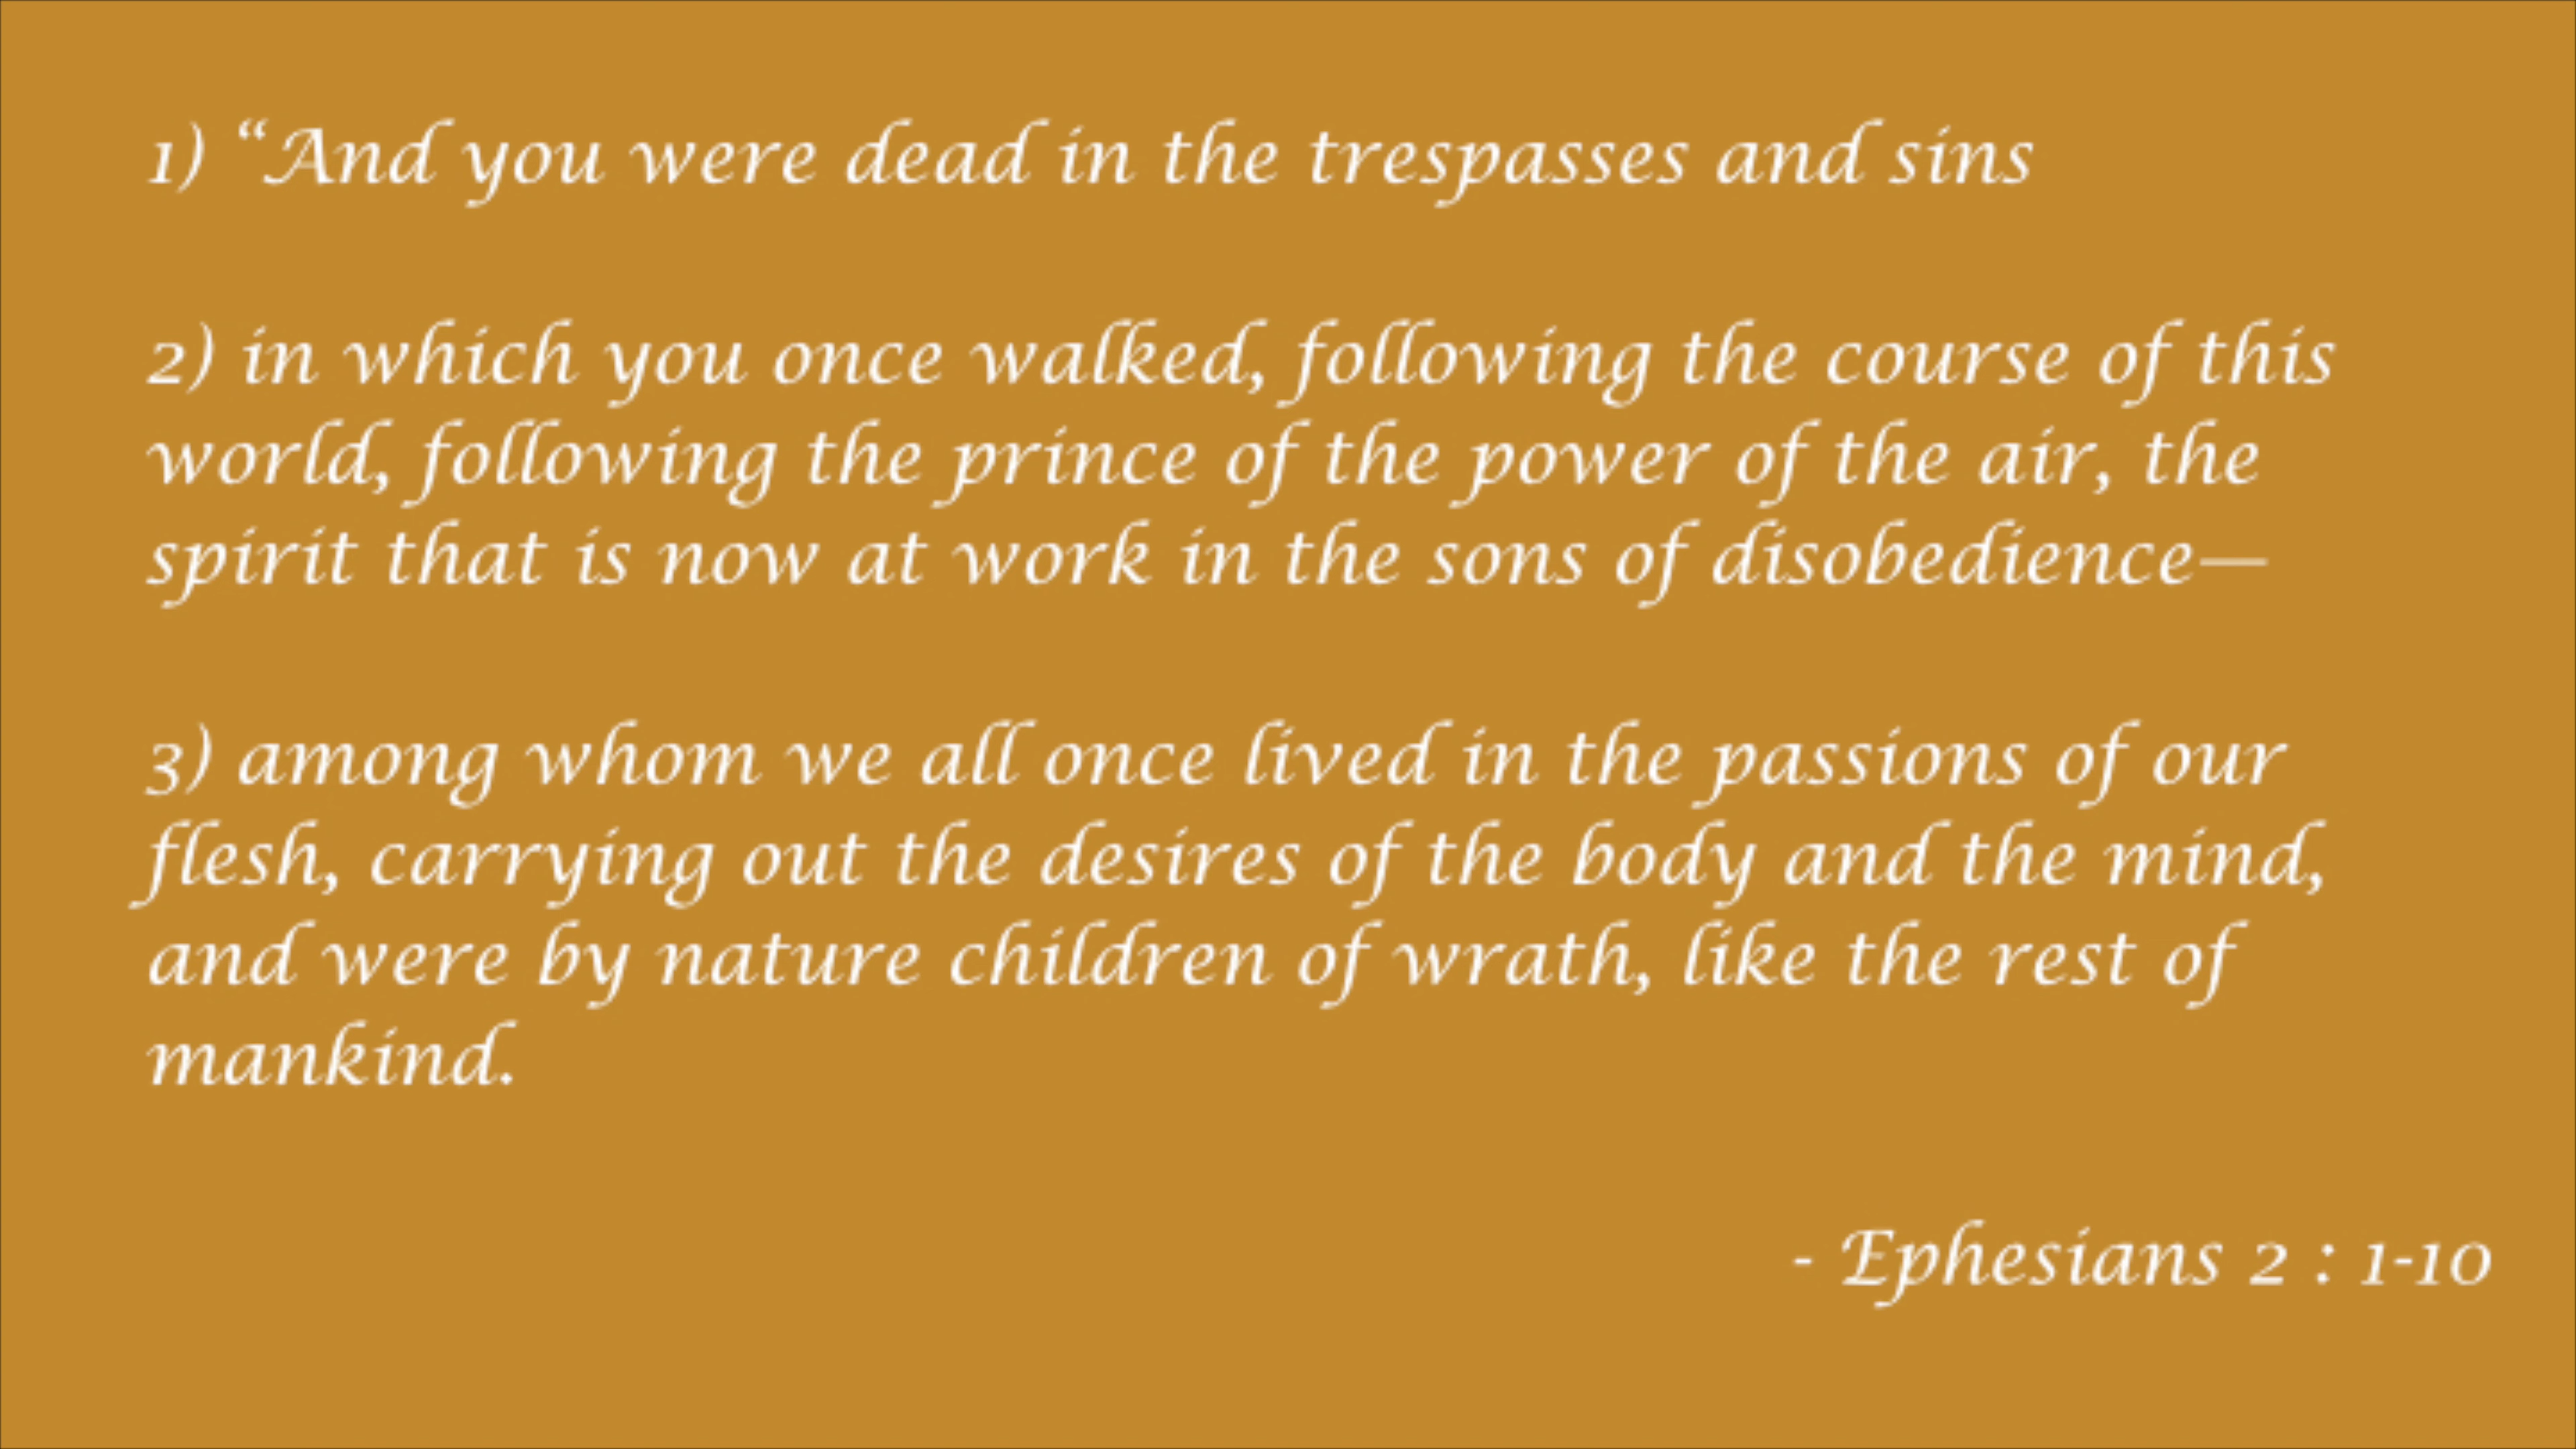 1) “And you were dead in the trespasses and sins
2) in which you once walked, following the course of this
world, following the prince of the power of the air, the
spirit that is now at work in the sons of disobedience—
3) among whom we all once lived in the passions of our
flesh, carrying out the desires of the body and the mind,
and were by nature children of wrath, like the rest of
mankind.
- Ephesians 2 : 1-10